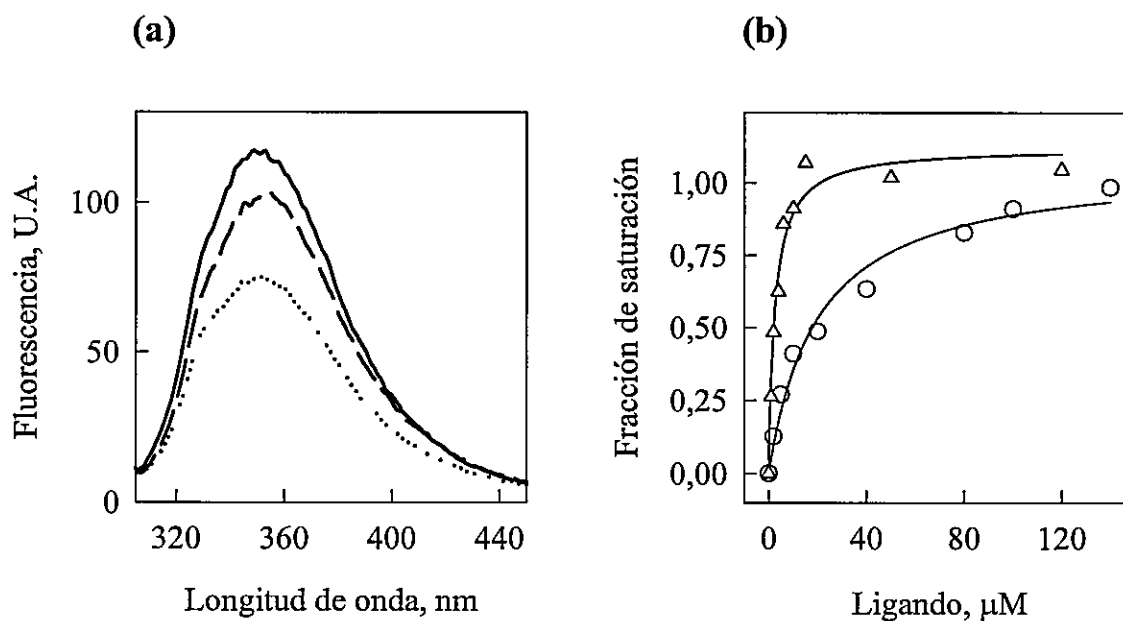 (a)
(b)
Fluorescencia, U.A.
100
50
0
320 360 400 440
Longitud de onda, nm
Fracción de saturación
1,00
0,75
0,50
0,25
0,00
0 40 80 120
Ligando, μM